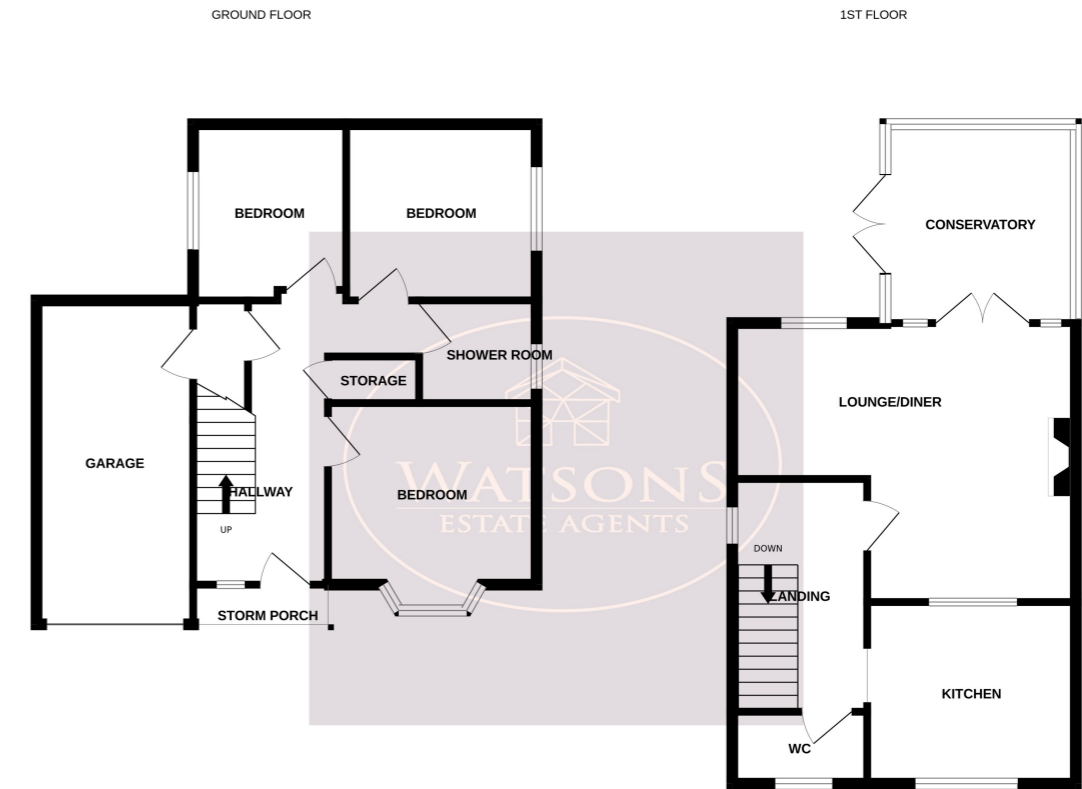 GROUND FLOOR
1ST FLOOR
BEDROOM
BEDROOM
CONSERVATORY
SHOWER ROOM
STORAGE
LOUNGE/DINER
GARAGE
HALLWAY
BEDROOM
WATSONS
ESTATE AGENTS
UP
DOWN
LANDING
STORM PORCH
KITCHEN
WC